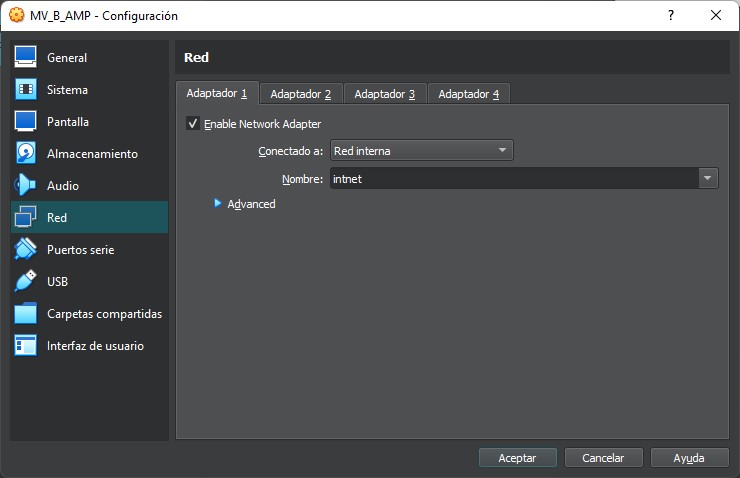 MV_B_AMP - Configuración
?
General
Sistema
Pantalla
Almacenamiento
Audio
Red
Puertos serie
USB
Carpetas compartidas
Interfaz de usuario
Red
Adaptador 1 Adaptador 2 Adaptador 3 Adaptador 4
Enable Network Adapter
Conectado a: Red interna
Nombre: intnet
Advanced
Aceptar Cancelar Ayuda